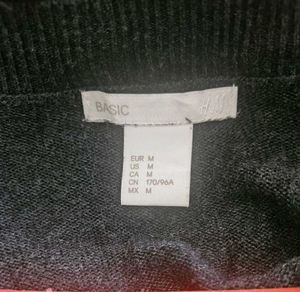 BASIC H&M
EUR M
US M
CA M
CN 170/96A
MX M